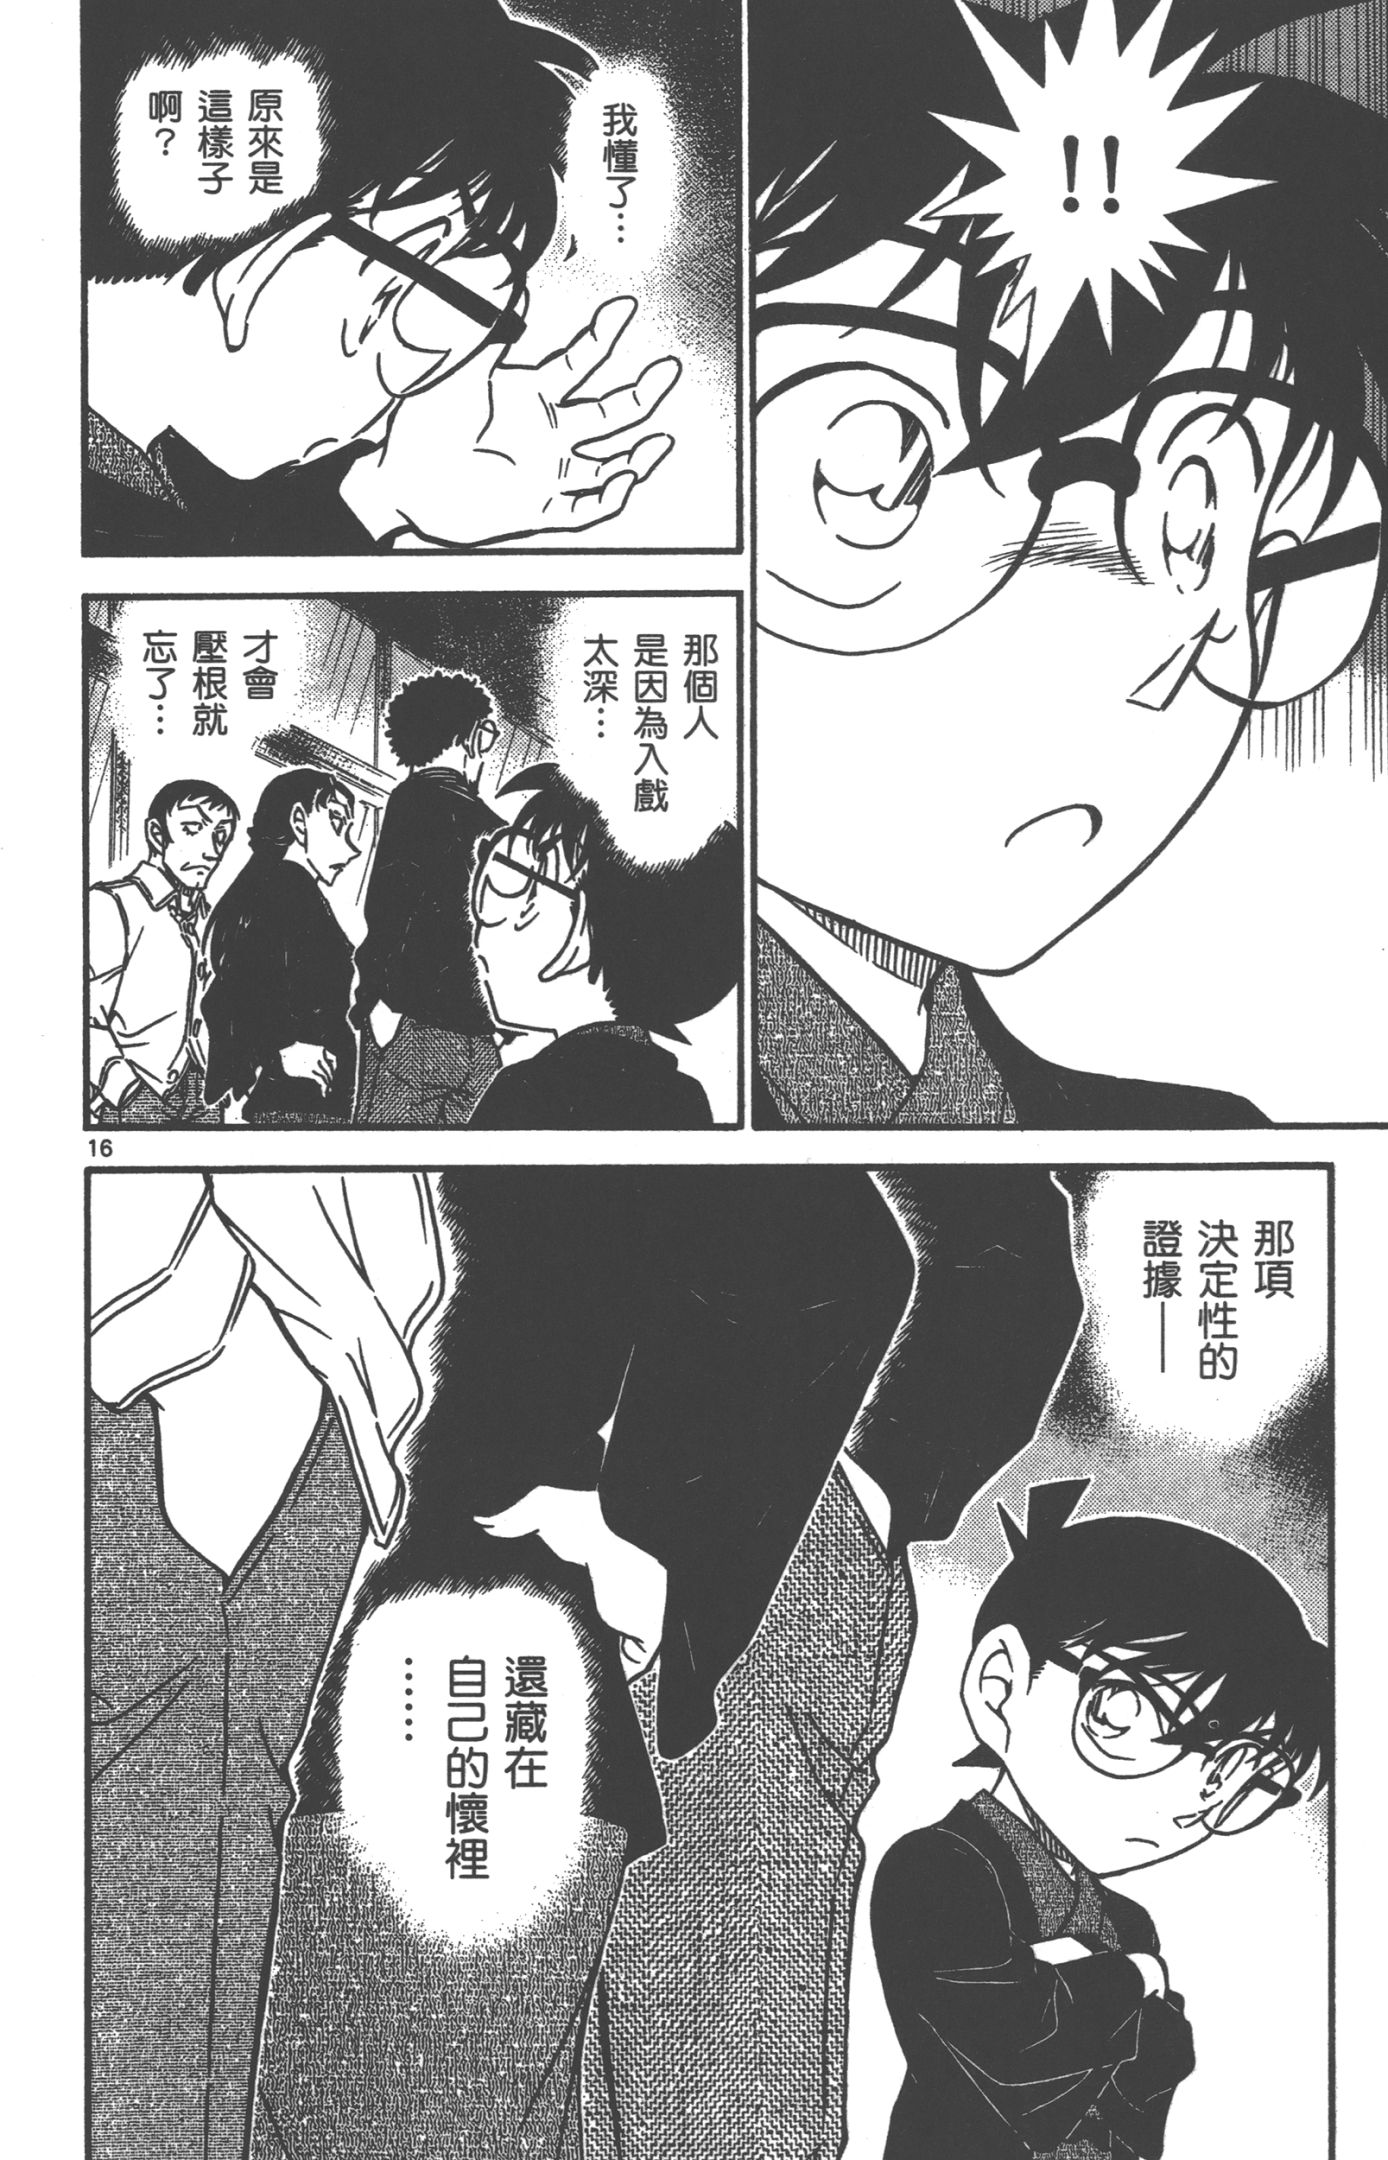 !!
我懂了…
原來是
這樣子
啊？
那個人
是因為入戲
太深…
才會
壓根就
忘了…
16
那項
決定性的
證據—
還藏在
自己的懷裡
……